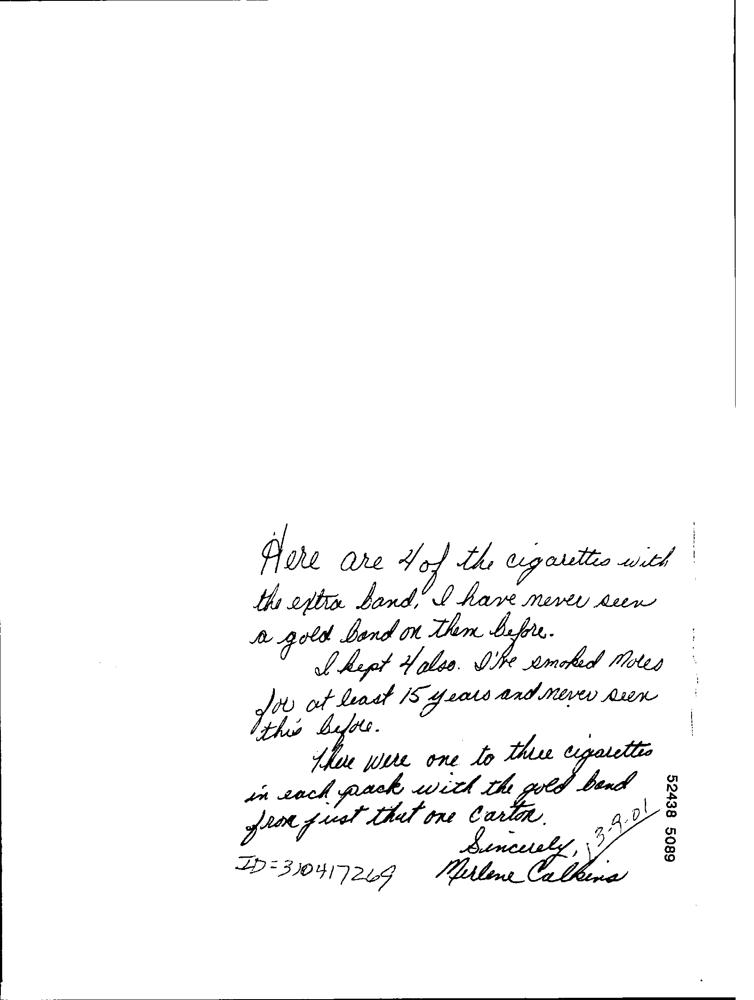 Here are 4 of the cigarettes with
the extra band, I have never seen
a gold band on them before.
I kept 4 also. I've smoked Mores
for at least 15 years and never seen
this before.
There were one to three cigarettes
in each pack with the gold band
from just that one carton.
Sincerely, 3-9-01
ID=310417269 Merlene Calkins
52438 5089